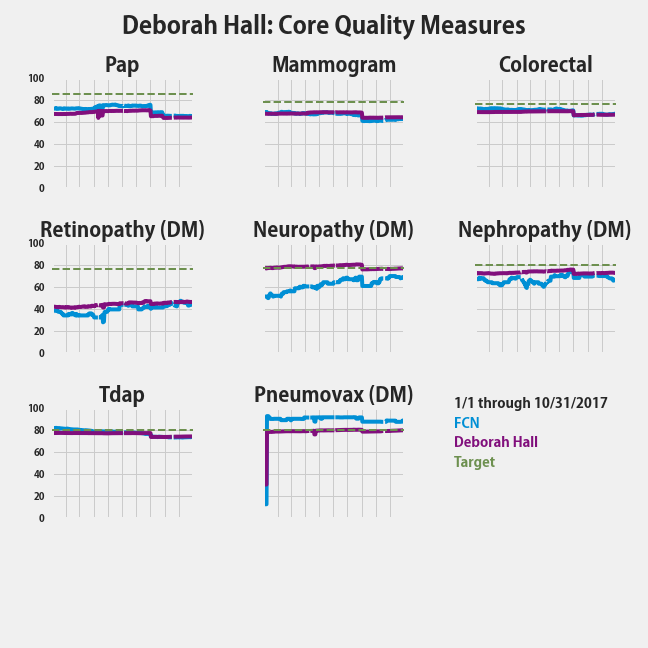 Deborah Hall: Core Quality Measures
Pap
Mammogram
Colorectal
100
80
60
40
20
0
Retinopathy (DM)
Neuropathy (DM)
Nephropathy (DM)
100
80
60
40
20
0
Tdap
Pneumovax (DM)
1/1 through 10/31/2017
FCN
Deborah Hall
Target
100
80
60
40
20
0